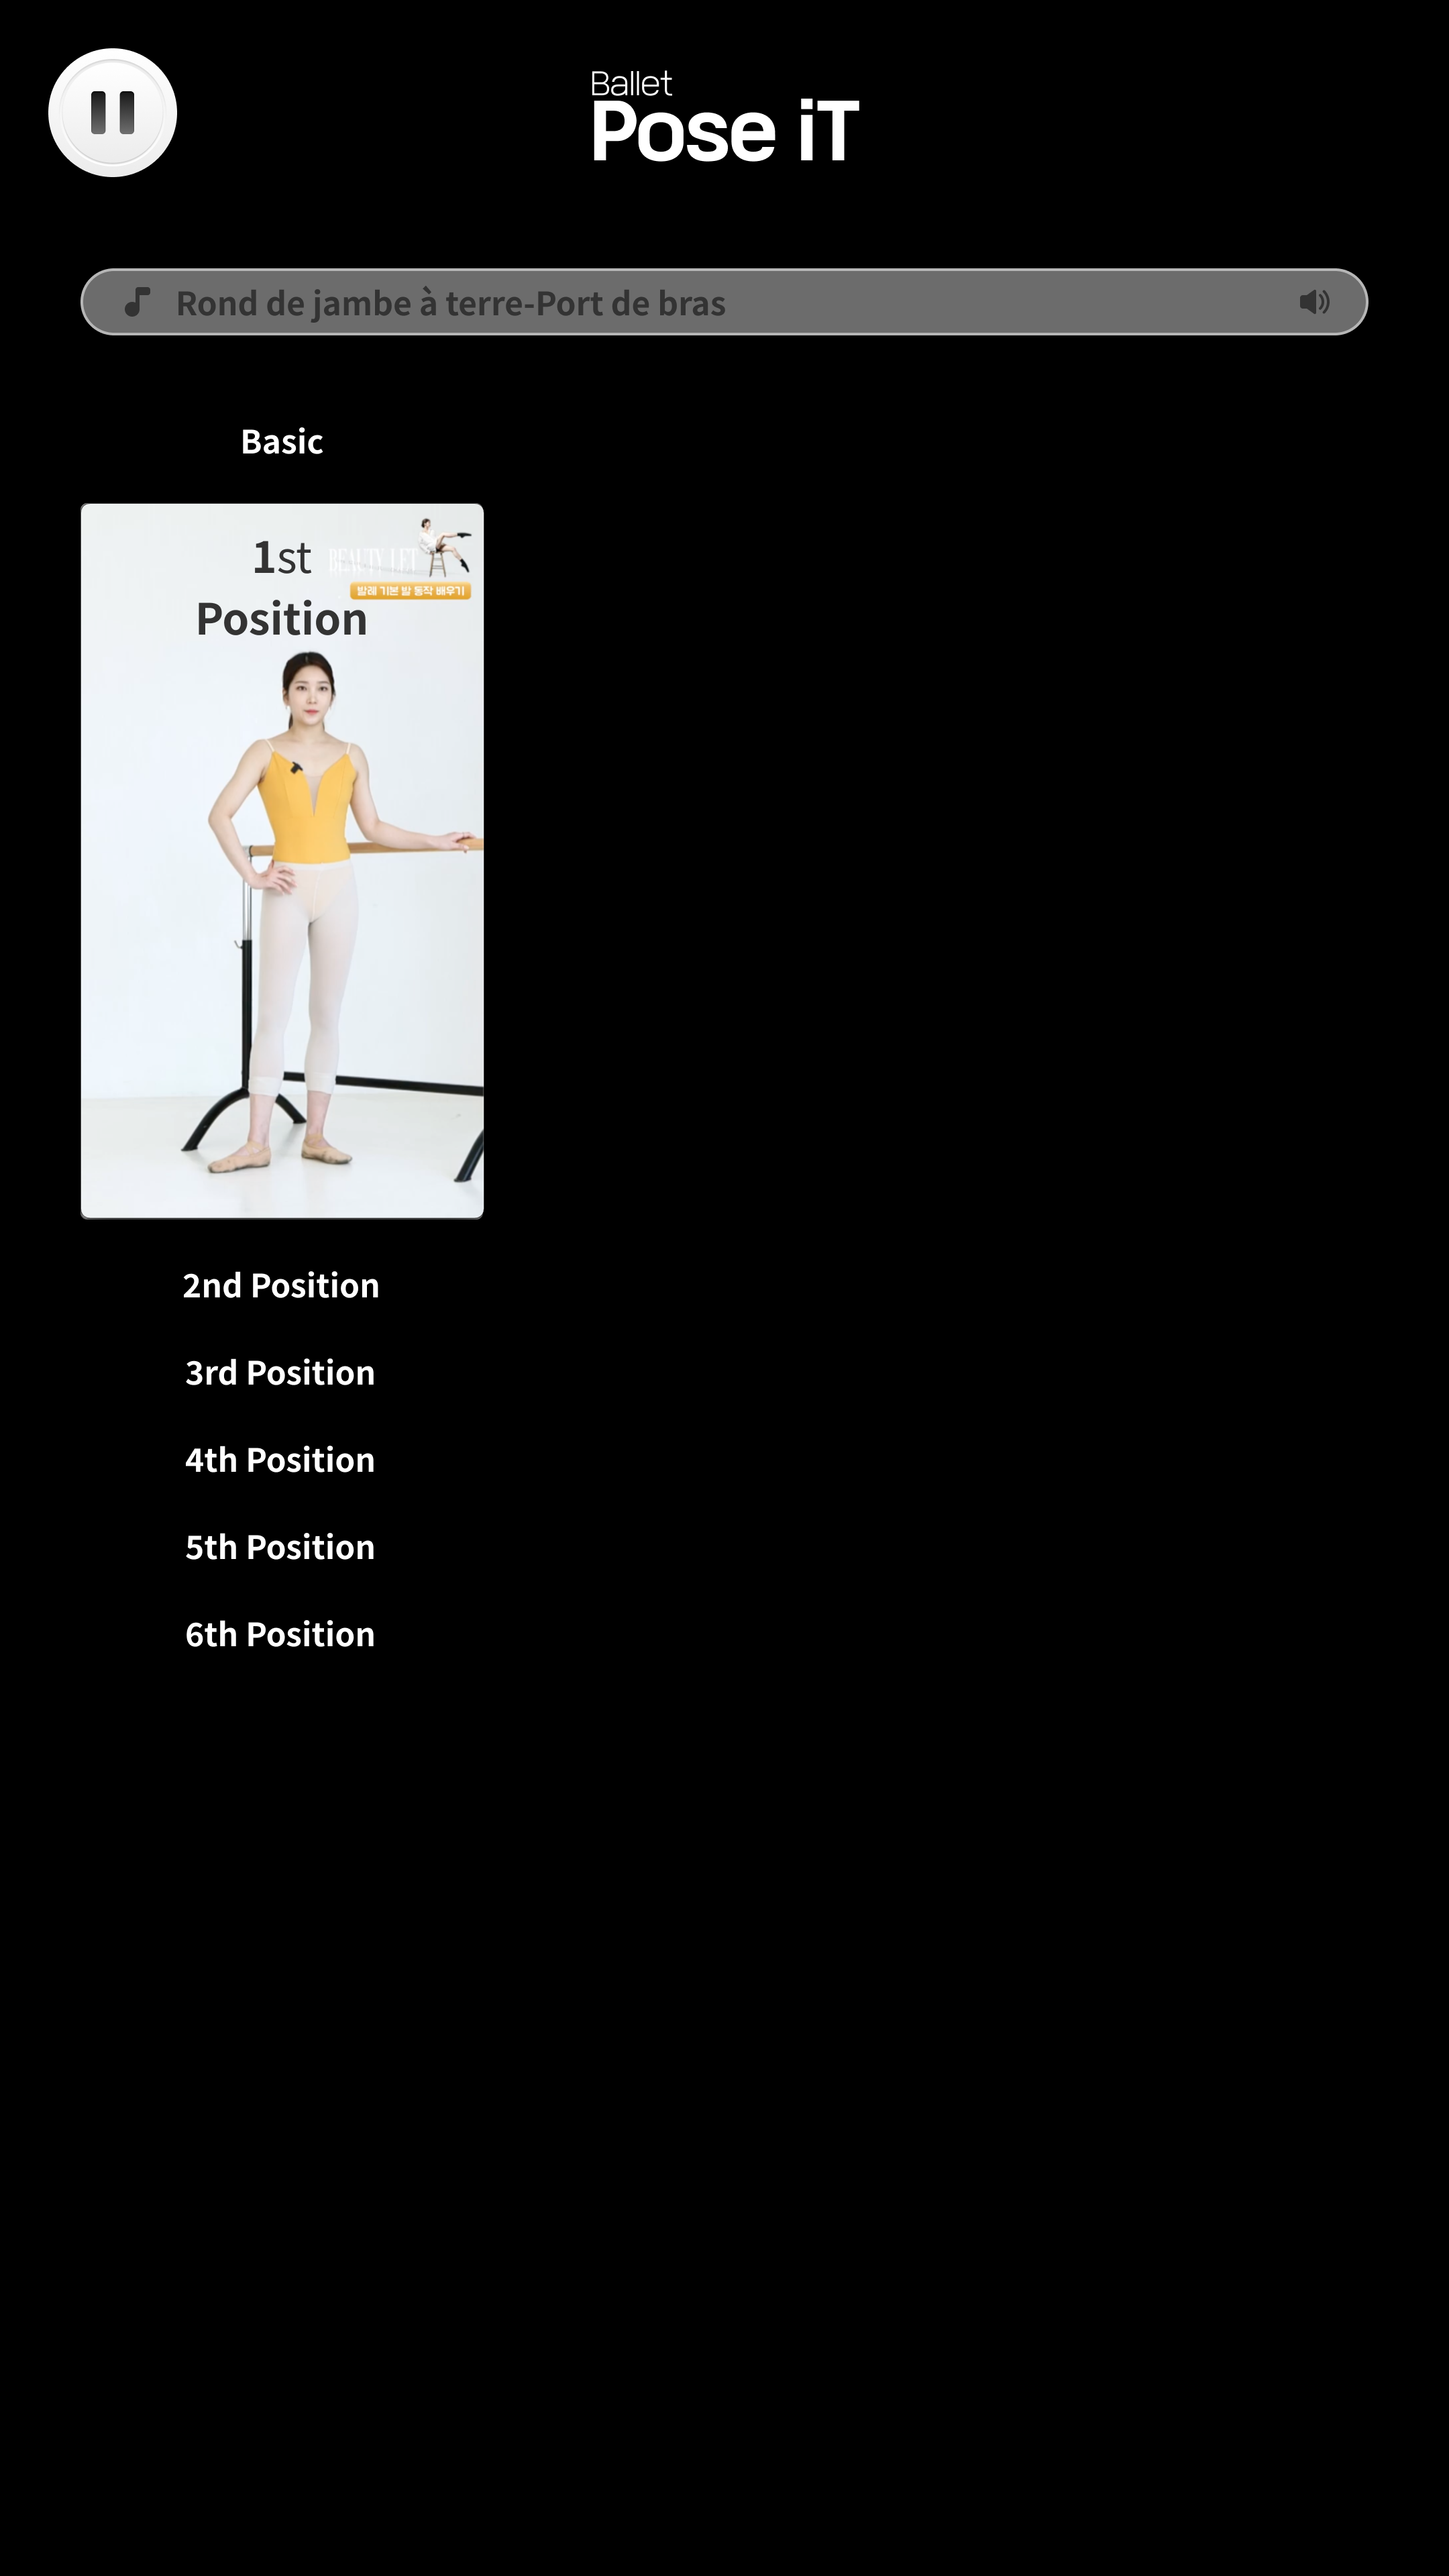 Ballet
Pose iT
Rond de jambe à terre-Port de bras
Basic
1st
BEAUTY LET
발레 기본 발 동작 배우기
Position
2nd Position
3rd Position
4th Position
5th Position
6th Position